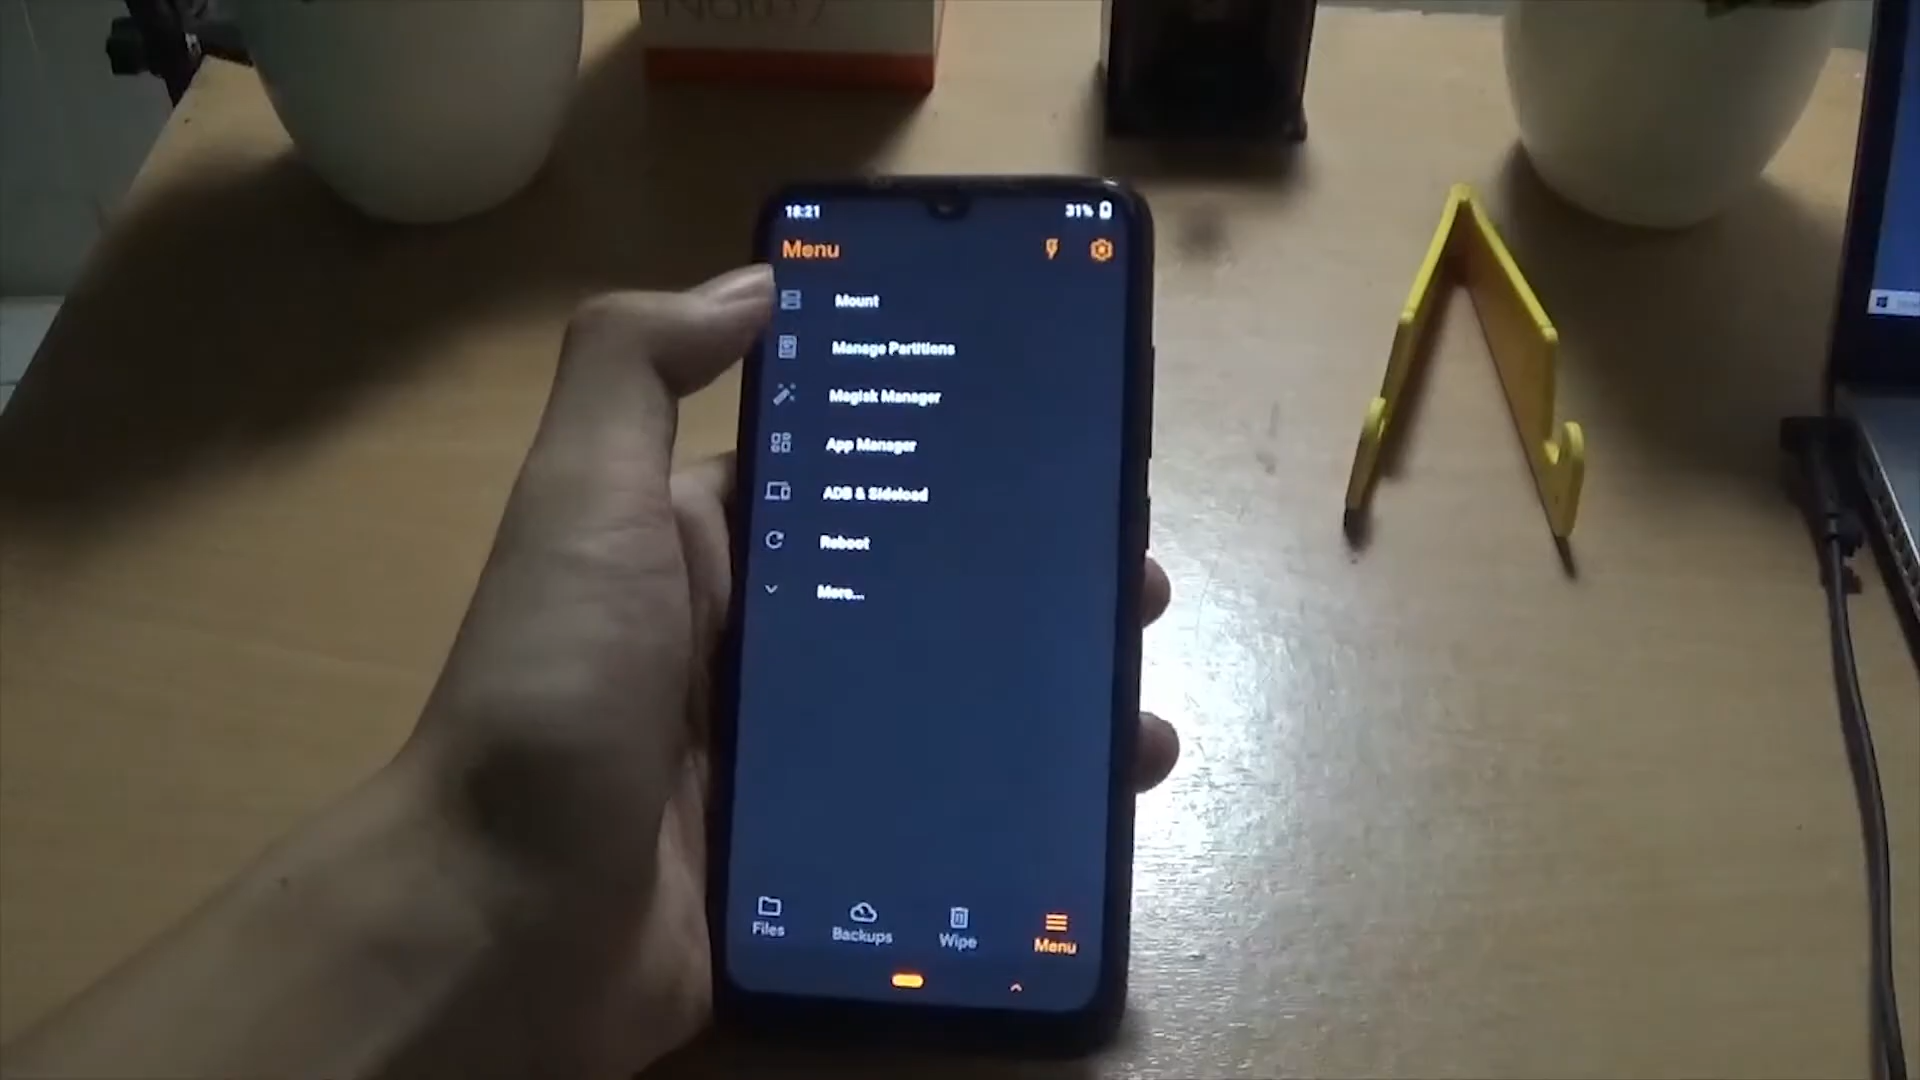 18:21
31%
Menu
Mount
Manage Partitions
Magisk Manager
App Manager
ADB & Sideload
Reboot
More...
Files
Backups
Wipe
Menu